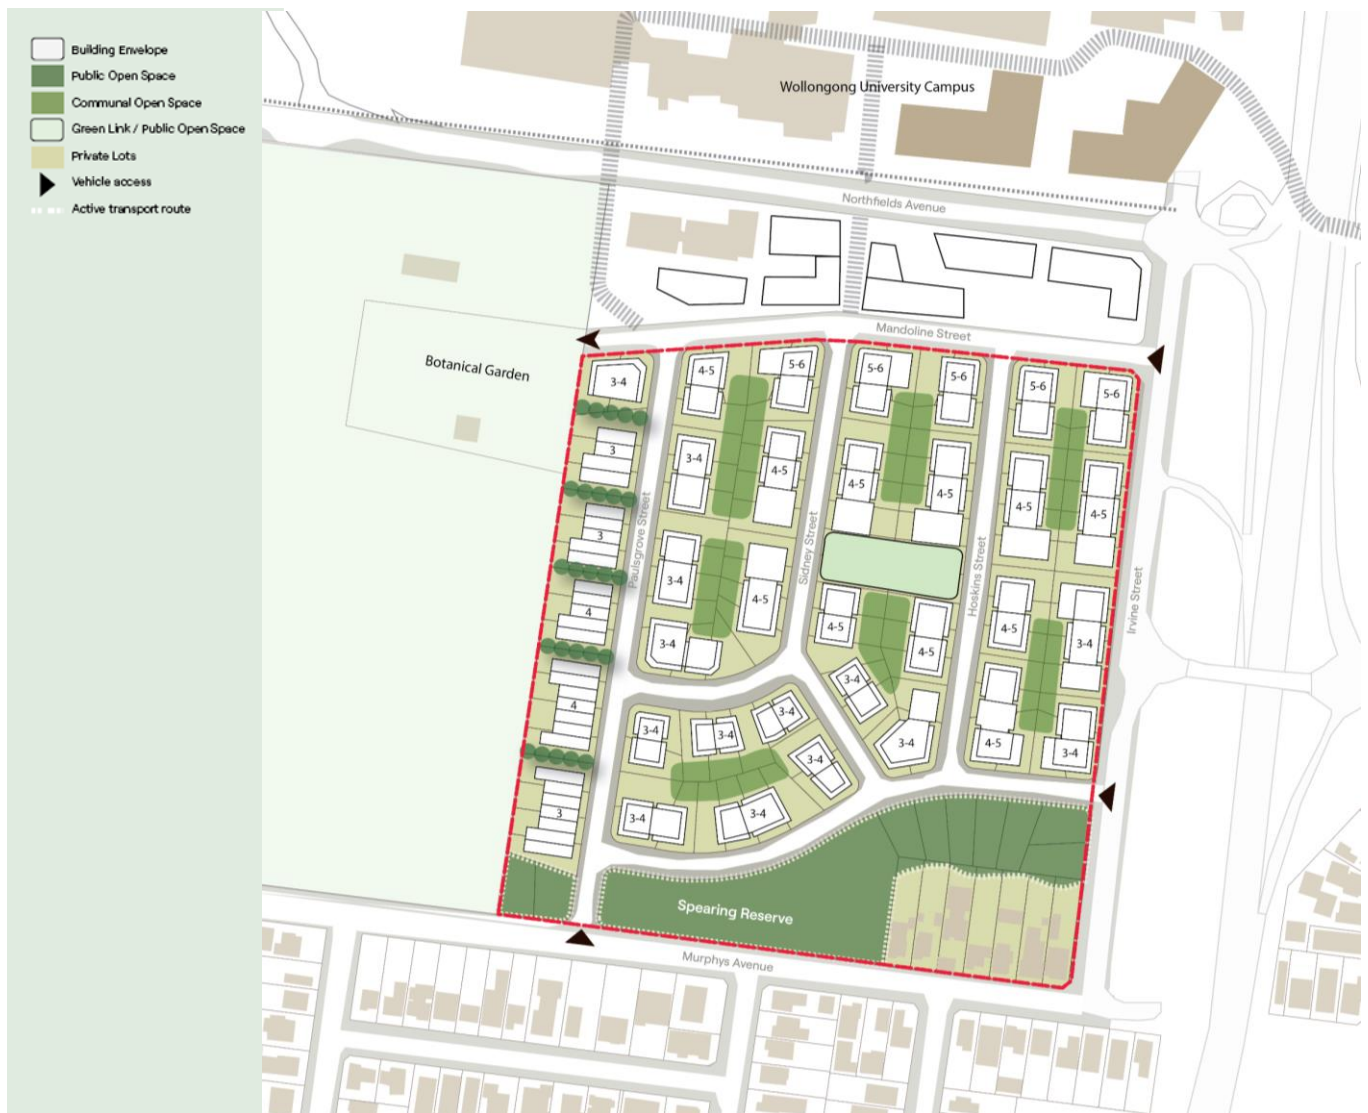 Building Envelope
Public Open Space
Communal Open Space
Green Link / Public Open Space
Private Lots
Vehicle access
Active transport route
Wollongong University Campus
Northfields Avenue
Mandoline Street
Botanical Garden
3-4
4-5
5-6
5-6
5-6
5-6
5-6
3
3-4
4-5
4-5
4-5
4-5
4-5
3
Paulsgrove Street
Sidney Street
Hoskins Street
Irvine Street
3-4
4-5
4
4-5
4-5
4-5
3-4
3-4
3-4
4
3-4
3-4
3-4
3-4
3-4
4-5
3-4
3
3-4
3-4
Spearing Reserve
Murphys Avenue